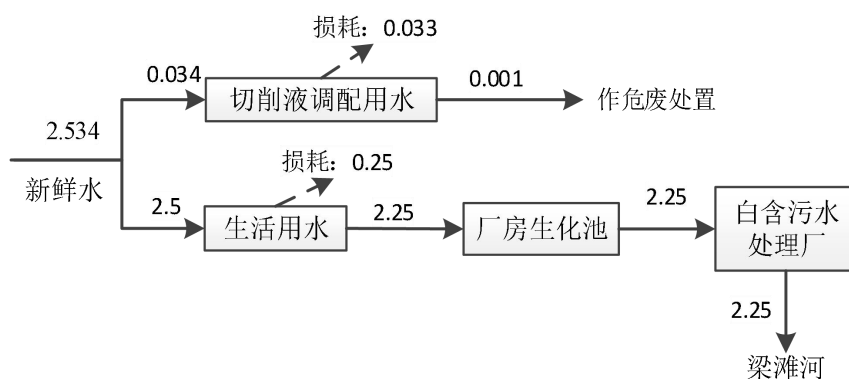 损耗：0.033
0.034
切削液调配用水
0.001
作危废处置
2.534
新鲜水
损耗：0.25
2.5
生活用水
2.25
厂房生化池
2.25
白含污水
处理厂
2.25
梁滩河